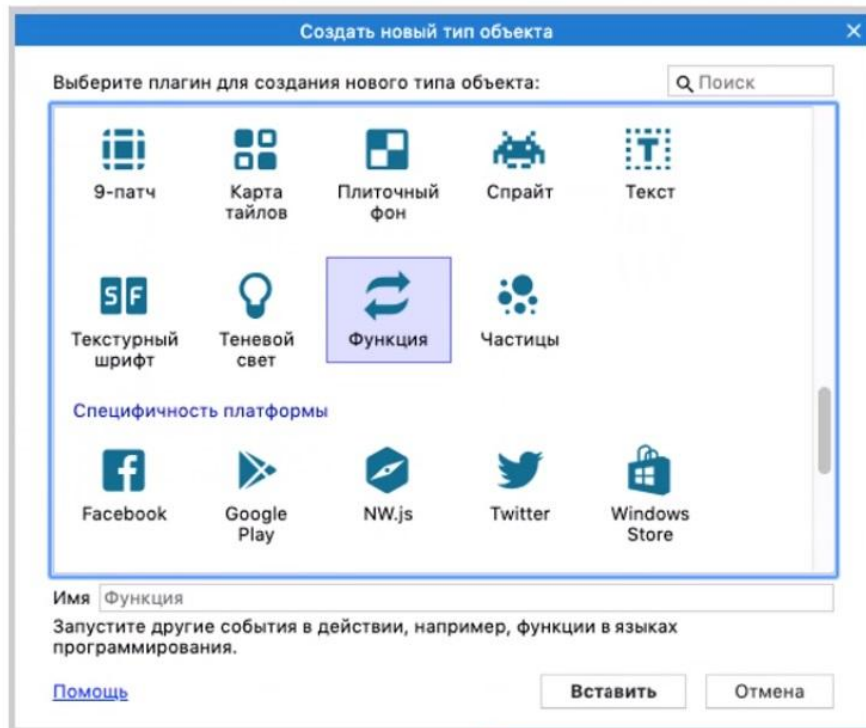 Создать новый тип объекта
Выберите плагин для создания нового типа объекта:
Поиск
9-патч
Карта
тайлов
Плиточный
фон
Спрайт
Текст
Текстурный
шрифт
Теневой
свет
Функция
Частицы
Специфичность платформы
Facebook
Google
Play
NW.js
Twitter
Windows
Store
Имя Функция
Запустите другие события в действии, например, функции в языках
программирования.
Помощь
Вставить
Отмена